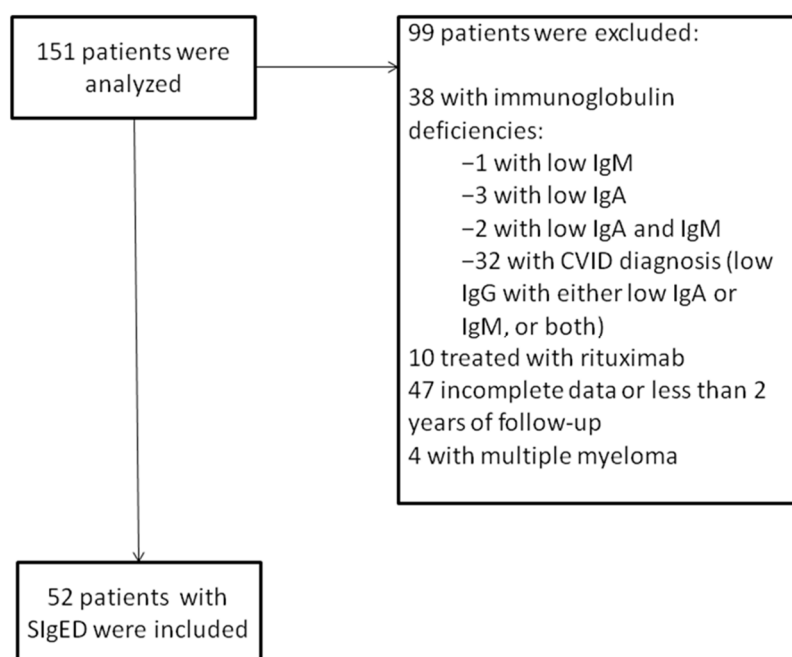 151 patients were
analyzed
99 patients were excluded:
38 with immunoglobulin
deficiencies:
−1 with low IgM
−3 with low IgA
−2 with low IgA and IgM
−32 with CVID diagnosis (low
IgG with either low IgA or
IgM, or both)
10 treated with rituximab
47 incomplete data or less than 2
years of follow-up
4 with multiple myeloma
52 patients with
SIgED were included